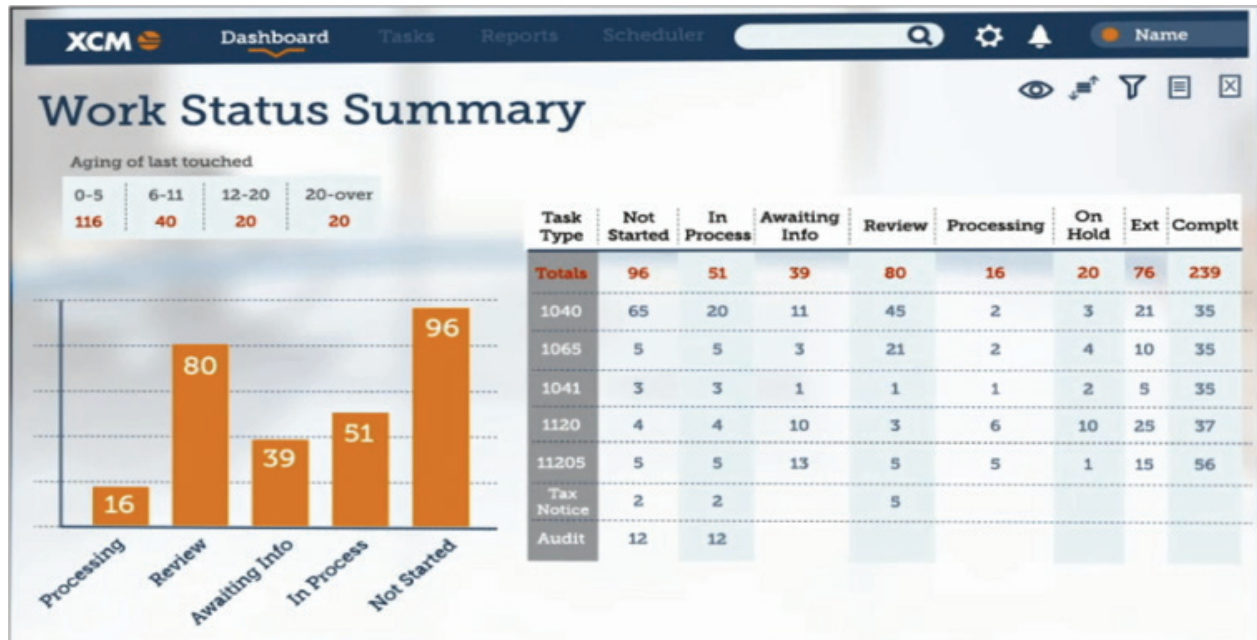 XCM Dashboard Tasks Reports Scheduler Name
Work Status Summary
Aging of last touched
0-5 6-11 12-20 20-over
116 40 20 20
Task Type Not Started In Process Awaiting Info Review Processing On Hold Ext Complt
Totals 96 51 39 80 16 20 76 239
1040 65 20 11 45 2 3 21 35
1065 5 5 3 21 2 4 10 35
1041 3 3 1 1 1 2 5 35
1120 4 4 10 3 6 10 25 37
11205 5 5 13 5 5 1 15 56
Tax Notice 2 2 5
Audit 12 12
16 80 39 51 96
Processing Review Awaiting Info In Process Not Started